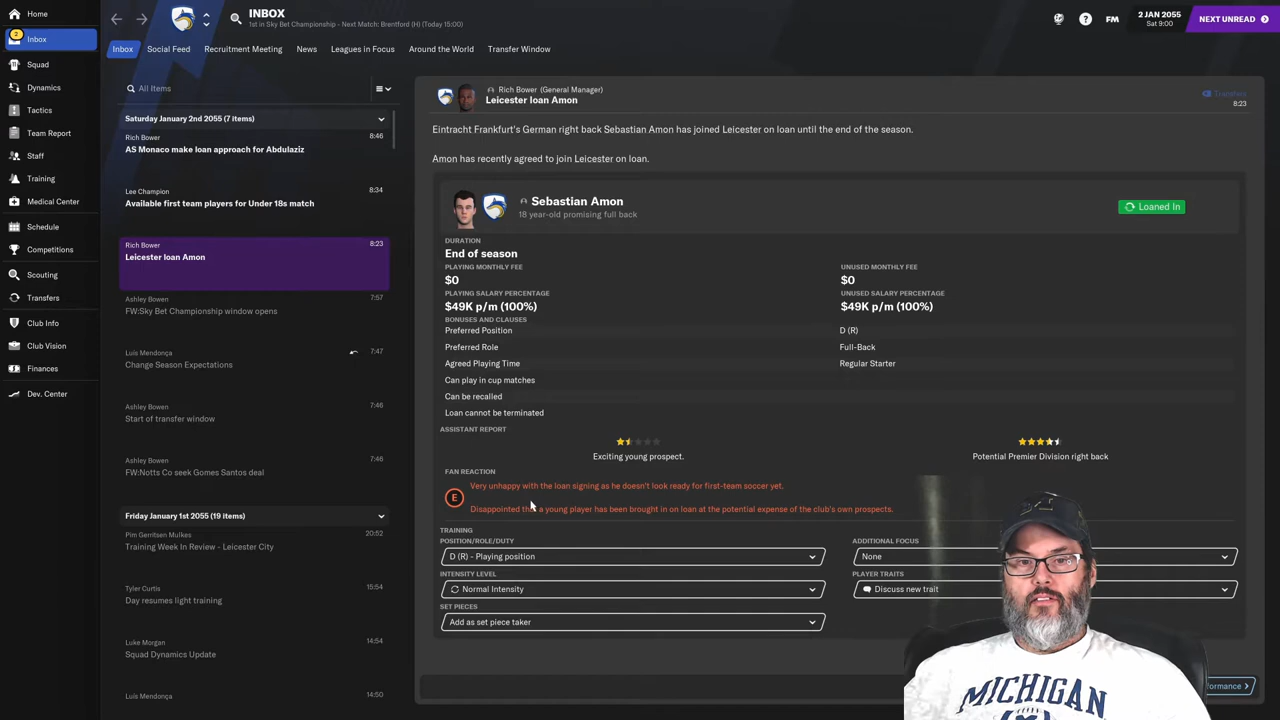 Home
INBOX
1st in Sky Bet Championship - Next Match: Brentford (H) (Today 15:00)
FM
2 JAN 2055
Sat 9:00
NEXT UNREAD
2
Inbox
Squad
Dynamics
Tactics
Team Report
Staff
Training
Medical Center
Schedule
Competitions
Scouting
Transfers
Club Info
Club Vision
Finances
Dev. Center
Inbox
Social Feed
Recruitment Meeting
News
Leagues in Focus
Around the World
Transfer Window
All Items
Saturday January 2nd 2055 (7 items)
Rich Bower
8:46
AS Monaco make loan approach for Abdulaziz
Lee Champion
8:34
Available first team players for Under 18s match
Rich Bower
8:23
Leicester loan Amon
Ashley Bowen
7:57
FW:Sky Bet Championship window opens
Luís Mendonça
7:47
Change Season Expectations
Ashley Bowen
7:46
Start of transfer window
Ashley Bowen
7:46
FW:Notts Co seek Gomes Santos deal
Friday January 1st 2055 (19 items)
Pim Gerritsen Mulkes
20:52
Training Week In Review - Leicester City
Tyler Curtis
15:54
Day resumes light training
Luke Morgan
14:54
Squad Dynamics Update
Luís Mendonça
14:50
Rich Bower (General Manager)
Leicester loan Amon
Transfers
8:23
Eintracht Frankfurt's German right back Sebastian Amon has joined Leicester on loan until the end of the season.
Amon has recently agreed to join Leicester on loan.
Sebastian Amon
18 year-old promising full back
Loaned In
DURATION
End of season
PLAYING MONTHLY FEE
$0
UNUSED MONTHLY FEE
$0
PLAYING SALARY PERCENTAGE
$49K p/m (100%)
UNUSED SALARY PERCENTAGE
$49K p/m (100%)
BONUSES AND CLAUSES
Preferred Position
D (R)
Preferred Role
Full-Back
Agreed Playing Time
Regular Starter
Can play in cup matches
Can be recalled
Loan cannot be terminated
ASSISTANT REPORT
Exciting young prospect.
Potential Premier Division right back
FAN REACTION
E
Very unhappy with the loan signing as he doesn't look ready for first-team soccer yet.
Disappointed that a young player has been brought in on loan at the potential expense of the club's own prospects.
TRAINING
POSITION/ROLE/DUTY
D (R) - Playing position
ADDITIONAL FOCUS
None
INTENSITY LEVEL
Normal Intensity
PLAYER TRAITS
Discuss new trait
SET PIECES
Add as set piece taker
MICHIGAN